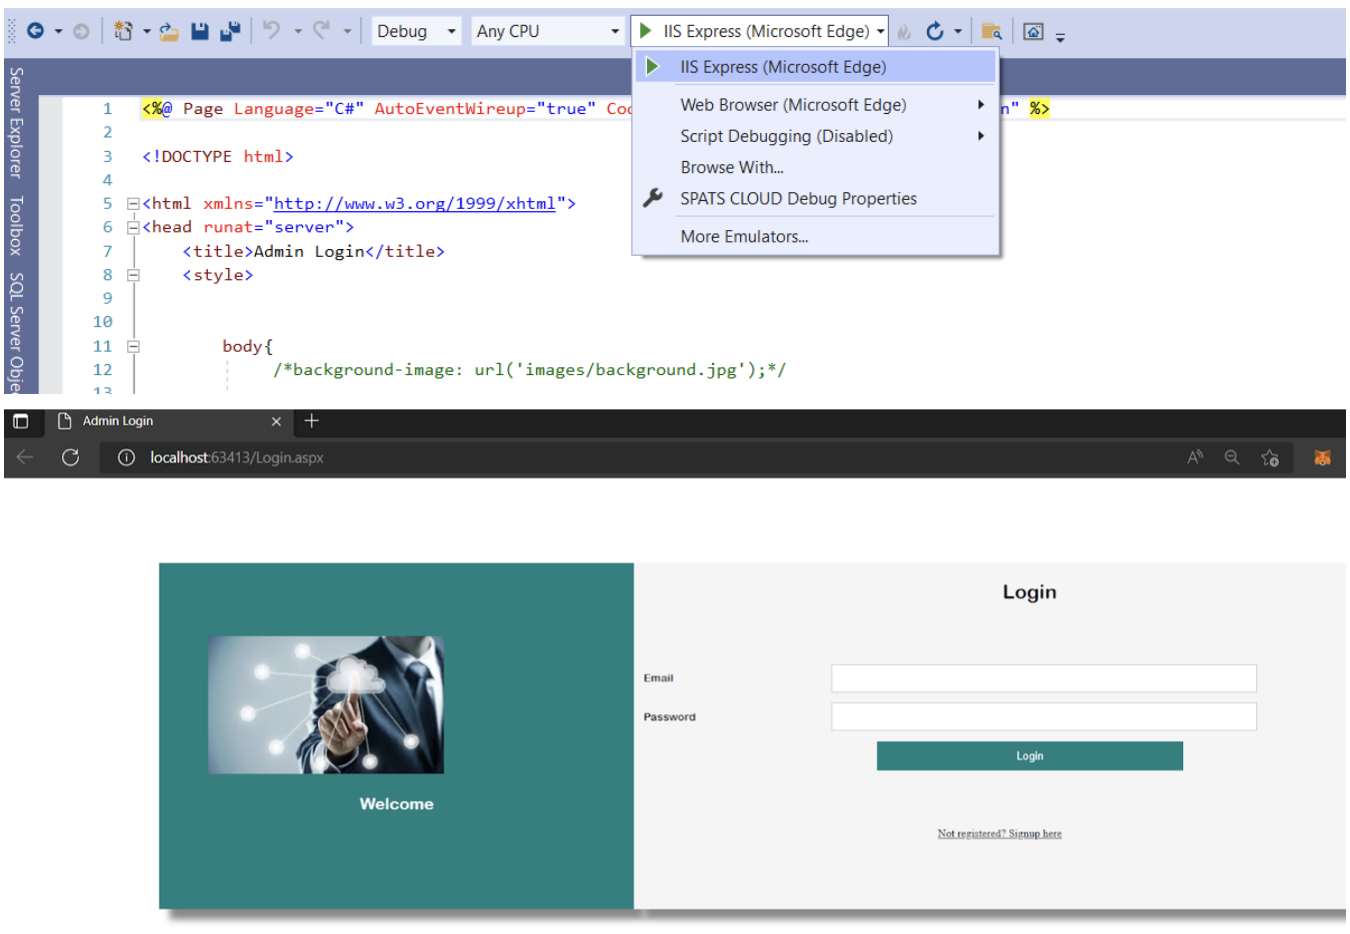 Debug
Any CPU
IIS Express (Microsoft Edge)
IIS Express (Microsoft Edge)
Web Browser (Microsoft Edge)
Script Debugging (Disabled)
Browse With...
SPATS CLOUD Debug Properties
More Emulators...
Server Explorer
Toolbox
SQL Server Obje
1 <%@ Page Language="C#" AutoEventWireup="true" Coc n" %>
2
3 <!DOCTYPE html>
4
5 <html xmlns="http://www.w3.org/1999/xhtml">
6 <head runat="server">
7 <title>Admin Login</title>
8 <style>
9
10
11 body{
12 /*background-image: url('images/background.jpg');*/
13
Admin Login
localhost:63413/Login.aspx
Login
Email
Password
Login
Welcome
Not registered? Signup here